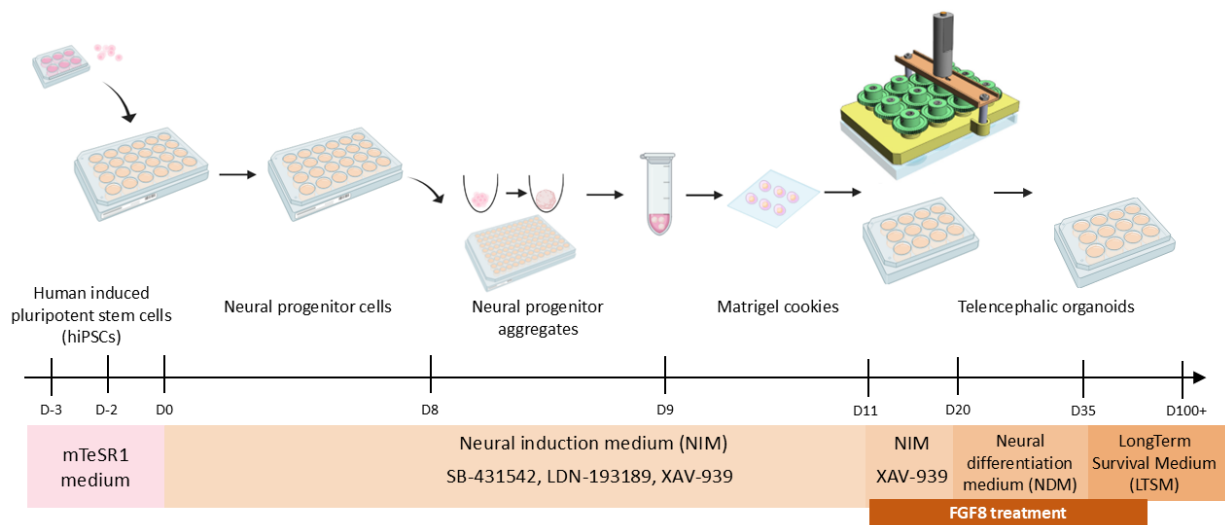 Human induced
pluripotent stem cells
(hiPSCs)
Neural progenitor cells
Neural progenitor
aggregates
Matrigel cookies
Telencephalic organoids
D-3
D-2
D0
D8
D9
D11
D20
D35
D100+
mTeSR1
medium
Neural induction medium (NIM)
SB-431542, LDN-193189, XAV-939
NIM
XAV-939
Neural
differentiation
medium (NDM)
LongTerm
Survival Medium
(LTSM)
FGF8 treatment